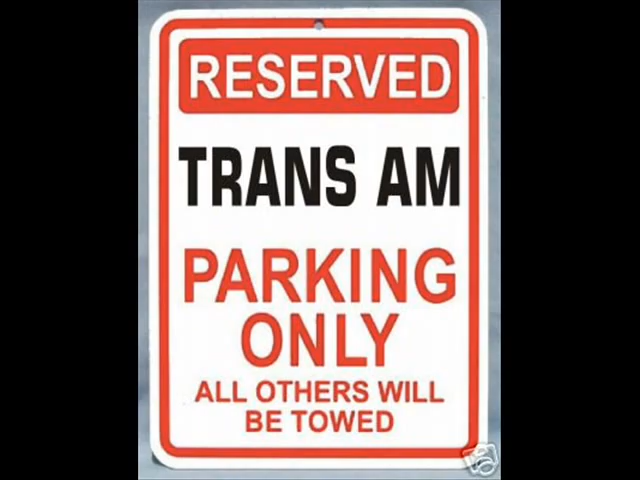 RESERVED
TRANS AM
PARKING
ONLY
ALL OTHERS WILL
BE TOWED